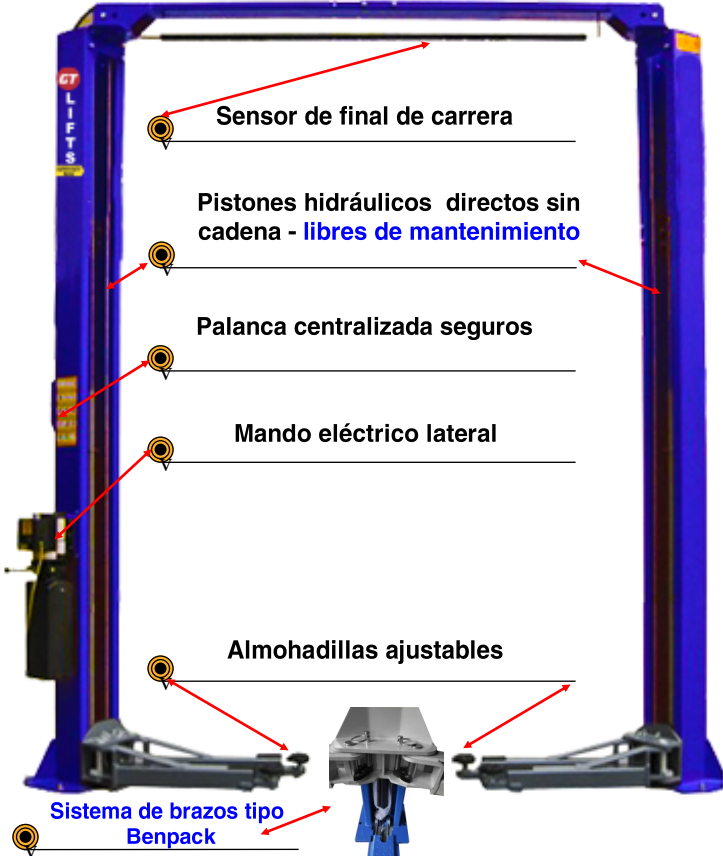 GT
LIFTS
Sensor de final de carrera
Pistones hidráulicos directos sin
cadena - libres de mantenimiento
Palanca centralizada seguros
Mando eléctrico lateral
Almohadillas ajustables
Sistema de brazos tipo
Benpack